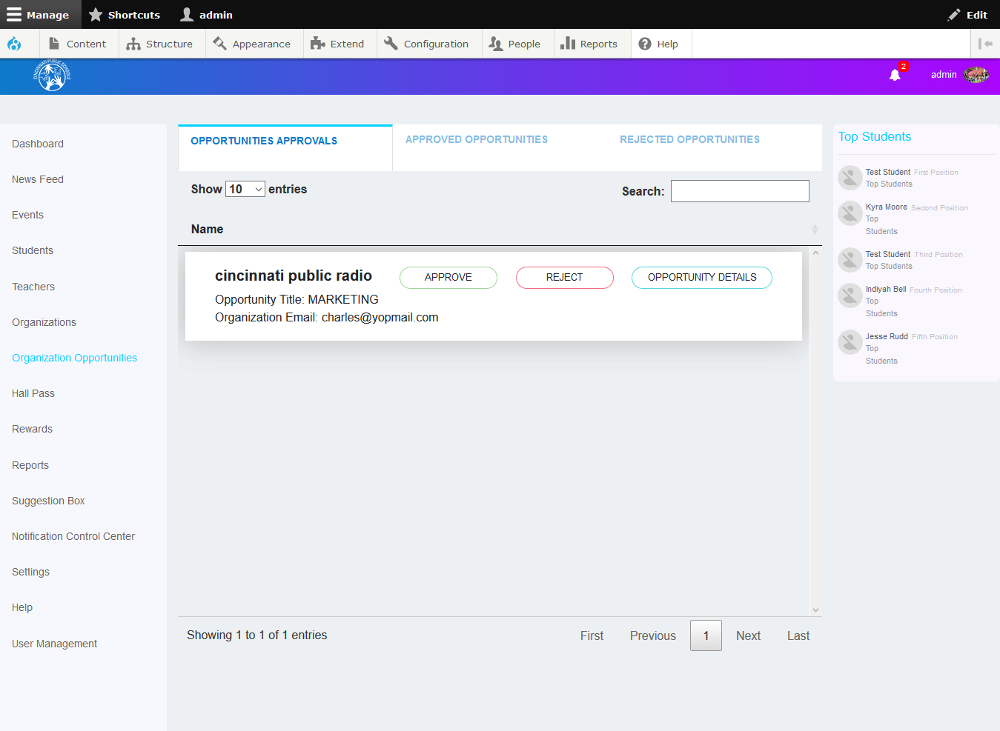 Manage Shortcuts admin Edit
Content Structure Appearance Extend Configuration People Reports Help
CINCINNATI PUBLIC SCHOOLS
2
admin
Dashboard
News Feed
Events
Students
Teachers
Organizations
Organization Opportunities
Hall Pass
Rewards
Reports
Suggestion Box
Notification Control Center
Settings
Help
User Management
OPPORTUNITIES APPROVALS APPROVED OPPORTUNITIES REJECTED OPPORTUNITIES
Show 10 entries Search:
Name
cincinnati public radio APPROVE REJECT OPPORTUNITY DETAILS
Opportunity Title: MARKETING
Organization Email: charles@yopmail.com
Showing 1 to 1 of 1 entries First Previous 1 Next Last
Top Students
Test Student First Position
Top Students
Kyra Moore Second Position
Top
Students
Test Student Third Position
Top Students
Indiyah Bell Fourth Position
Top
Students
Jesse Rudd Fifth Position
Top
Students